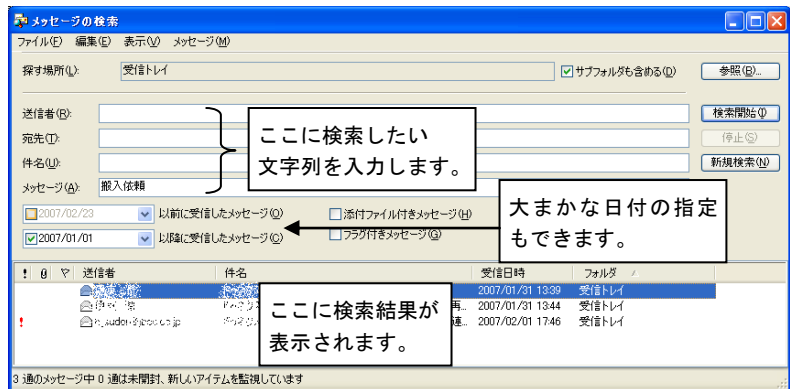 メッセージの検索
ファイル(F) 編集(E) 表示(V) メッセージ(M)
探す場所(L): 受信トレイ サブフォルダも含める(D) 参照(B)...
送信者(R): 検索開始(I)
宛先(T): 停止(S)
件名(U): 新規検索(N)
メッセージ(A): 搬入依頼
ここに検索したい
文字列を入力します。
2007/02/23 以前に受信したメッセージ(O) 添付ファイル付きメッセージ(H)
2007/01/01 以降に受信したメッセージ(C) フラグ付きメッセージ(G)
大まかな日付の指定
もできます。
! 送信者 件名 受信日時 フォルダ
2007/01/31 13:39 受信トレイ
再... 2007/01/31 13:44 受信トレイ
! 連... 2007/02/01 17:46 受信トレイ
ここに検索結果が
表示されます。
3 通のメッセージ中 0 通は未開封、新しいアイテムを監視しています